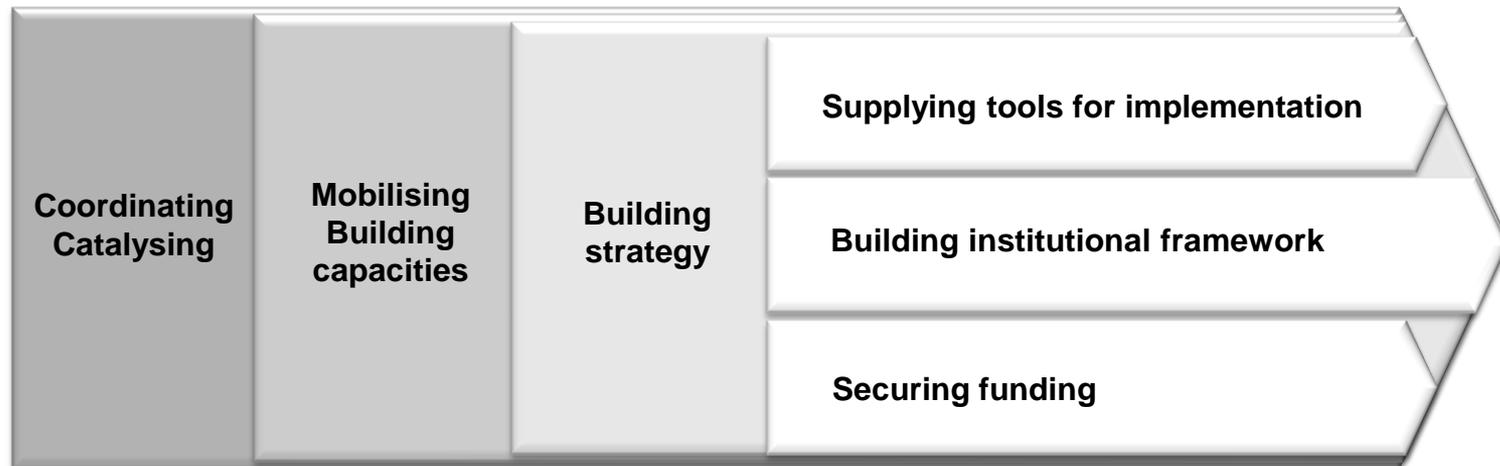 Coordinating
Catalysing
Mobilising
Building
capacities
Building
strategy
Supplying tools for implementation
Building institutional framework
Securing funding